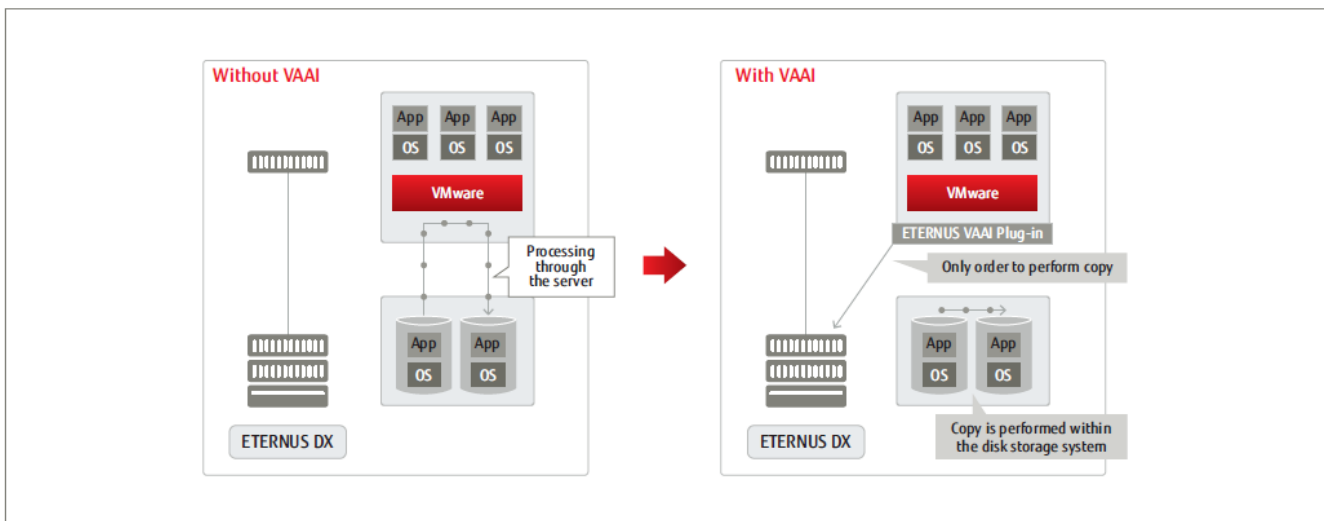 Without VAAI
App App App
OS OS OS
VMware
Processing
through
the server
App App
OS OS
ETERNUS DX
With VAAI
App App App
OS OS OS
VMware
ETERNUS VAAI Plug-in
Only order to perform copy
App App
OS OS
Copy is performed within
the disk storage system
ETERNUS DX